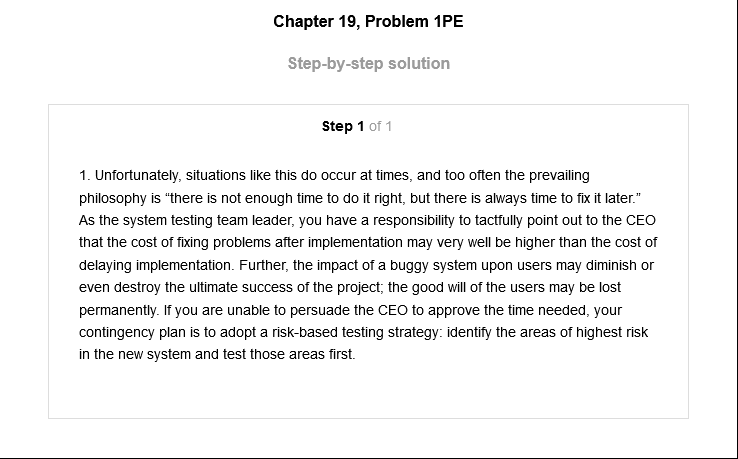 Chapter 19, Problem 1PE
Step-by-step solution
Step 1 of 1
1. Unfortunately, situations like this do occur at times, and too often the prevailing
philosophy is “there is not enough time to do it right, but there is always time to fix it later.”
As the system testing team leader, you have a responsibility to tactfully point out to the CEO
that the cost of fixing problems after implementation may very well be higher than the cost of
delaying implementation. Further, the impact of a buggy system upon users may diminish or
even destroy the ultimate success of the project; the good will of the users may be lost
permanently. If you are unable to persuade the CEO to approve the time needed, your
contingency plan is to adopt a risk-based testing strategy: identify the areas of highest risk
in the new system and test those areas first.